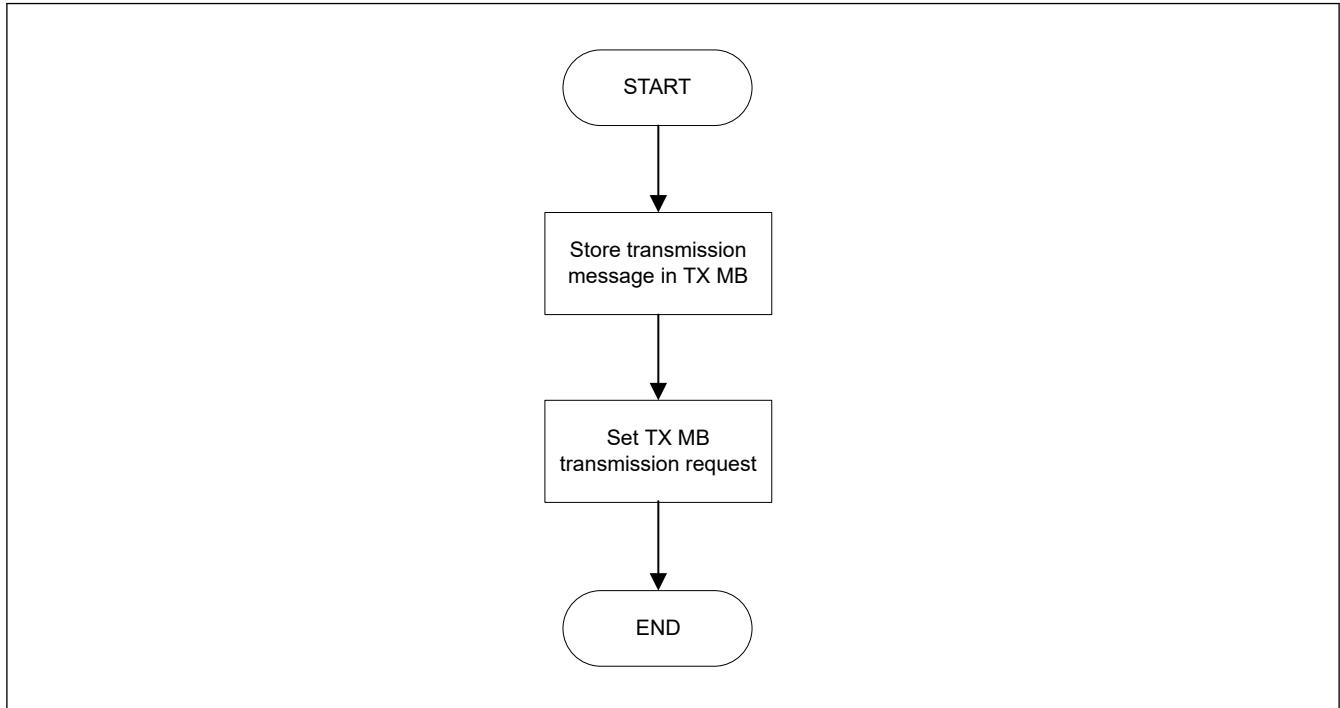 START
Store transmission
message in TX MB
Set TX MB
transmission request
END